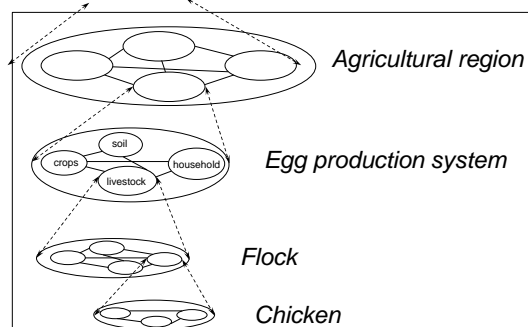 Agricultural region
soil
crops
household
livestock
Egg production system
Flock
Chicken